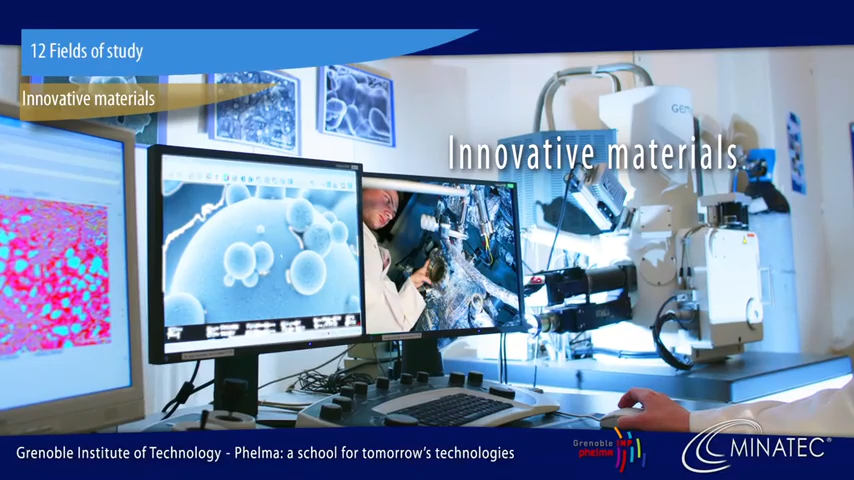 12 Fields of study
Innovative materials
Innovative materials
Grenoble Institute of Technology - Phelma: a school for tomorrow's technologies
Grenoble INP
phelma
MINATEC®